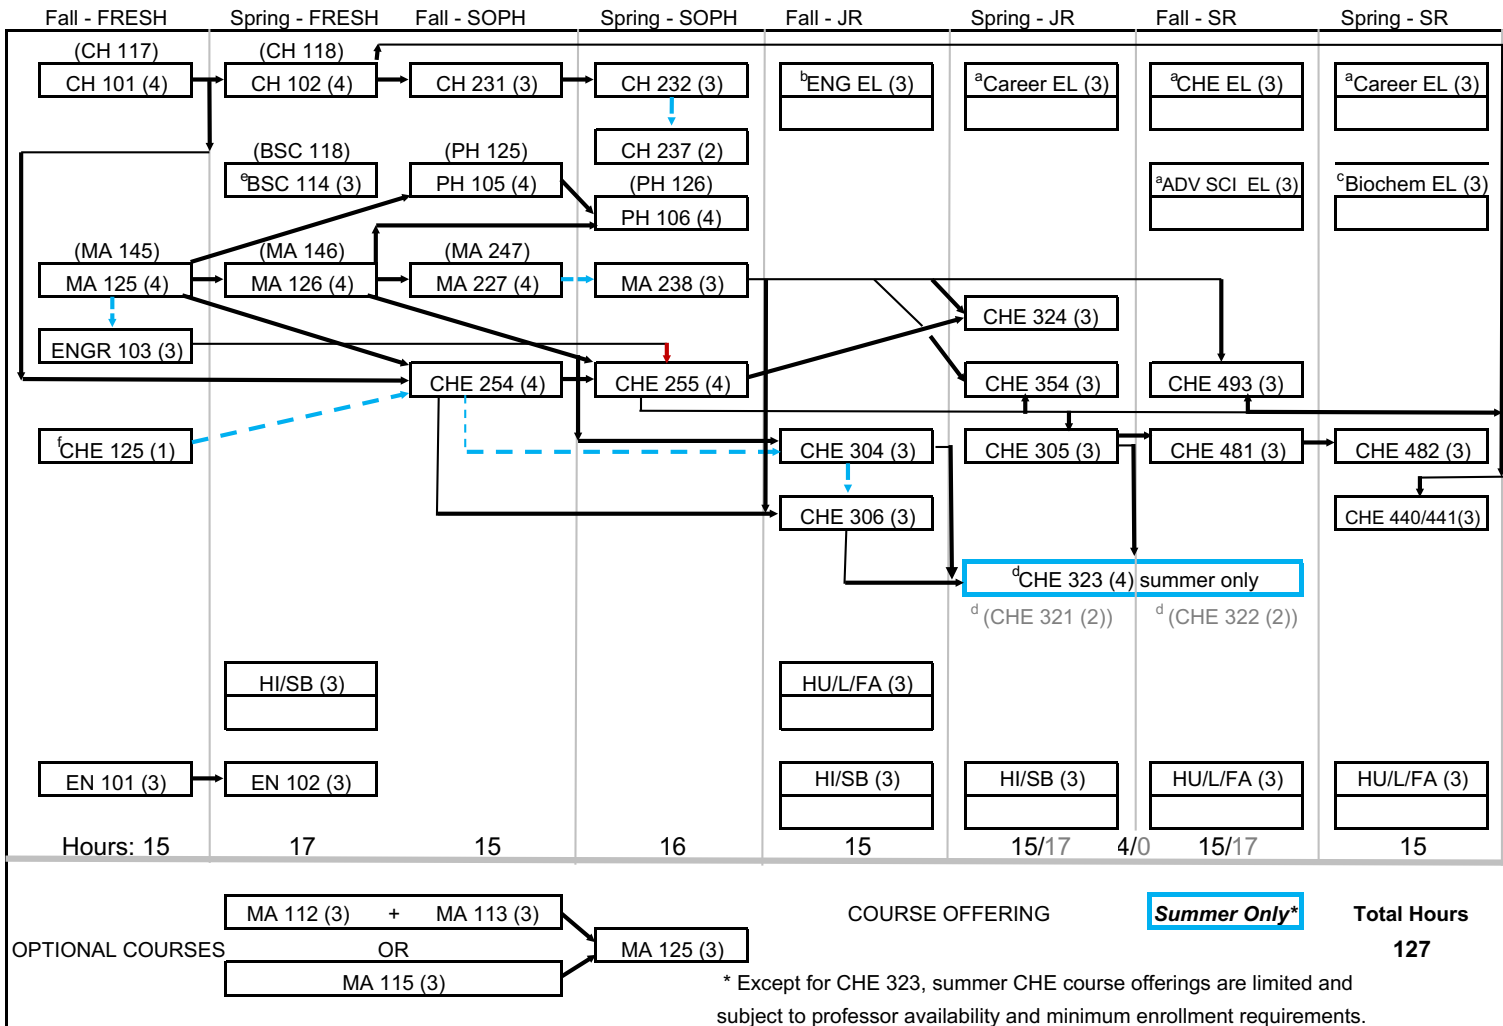 Fall - FRESH Spring - FRESH Fall - SOPH Spring - SOPH Fall - JR Spring - JR Fall - SR Spring - SR
(CH 117) (CH 118)
CH 101 (4) CH 102 (4) CH 231 (3) CH 232 (3) bENG EL (3) aCareer EL (3) aCHE EL (3) aCareer EL (3)
(BSC 118) (PH 125) CH 237 (2)
eBSC 114 (3) PH 105 (4) (PH 126) aADV SCI EL (3) cBiochem EL (3)
PH 106 (4)
(MA 145) (MA 146) (MA 247)
MA 125 (4) MA 126 (4) MA 227 (4) MA 238 (3)
CHE 324 (3)
ENGR 103 (3)
CHE 254 (4) CHE 255 (4) CHE 354 (3) CHE 493 (3)
fCHE 125 (1) CHE 304 (3) CHE 305 (3) CHE 481 (3) CHE 482 (3)
CHE 306 (3) CHE 440/441(3)
dCHE 323 (4) summer only
d (CHE 321 (2)) d (CHE 322 (2))
HI/SB (3) HU/L/FA (3)
EN 101 (3) EN 102 (3) HI/SB (3) HI/SB (3) HU/L/FA (3) HU/L/FA (3)
Hours: 15 17 15 16 15 15/17 4/0 15/17 15
MA 112 (3) + MA 113 (3) COURSE OFFERING Summer Only* Total Hours
OPTIONAL COURSES OR MA 125 (3) 127
MA 115 (3)
* Except for CHE 323, summer CHE course offerings are limited and
subject to professor availability and minimum enrollment requirements.